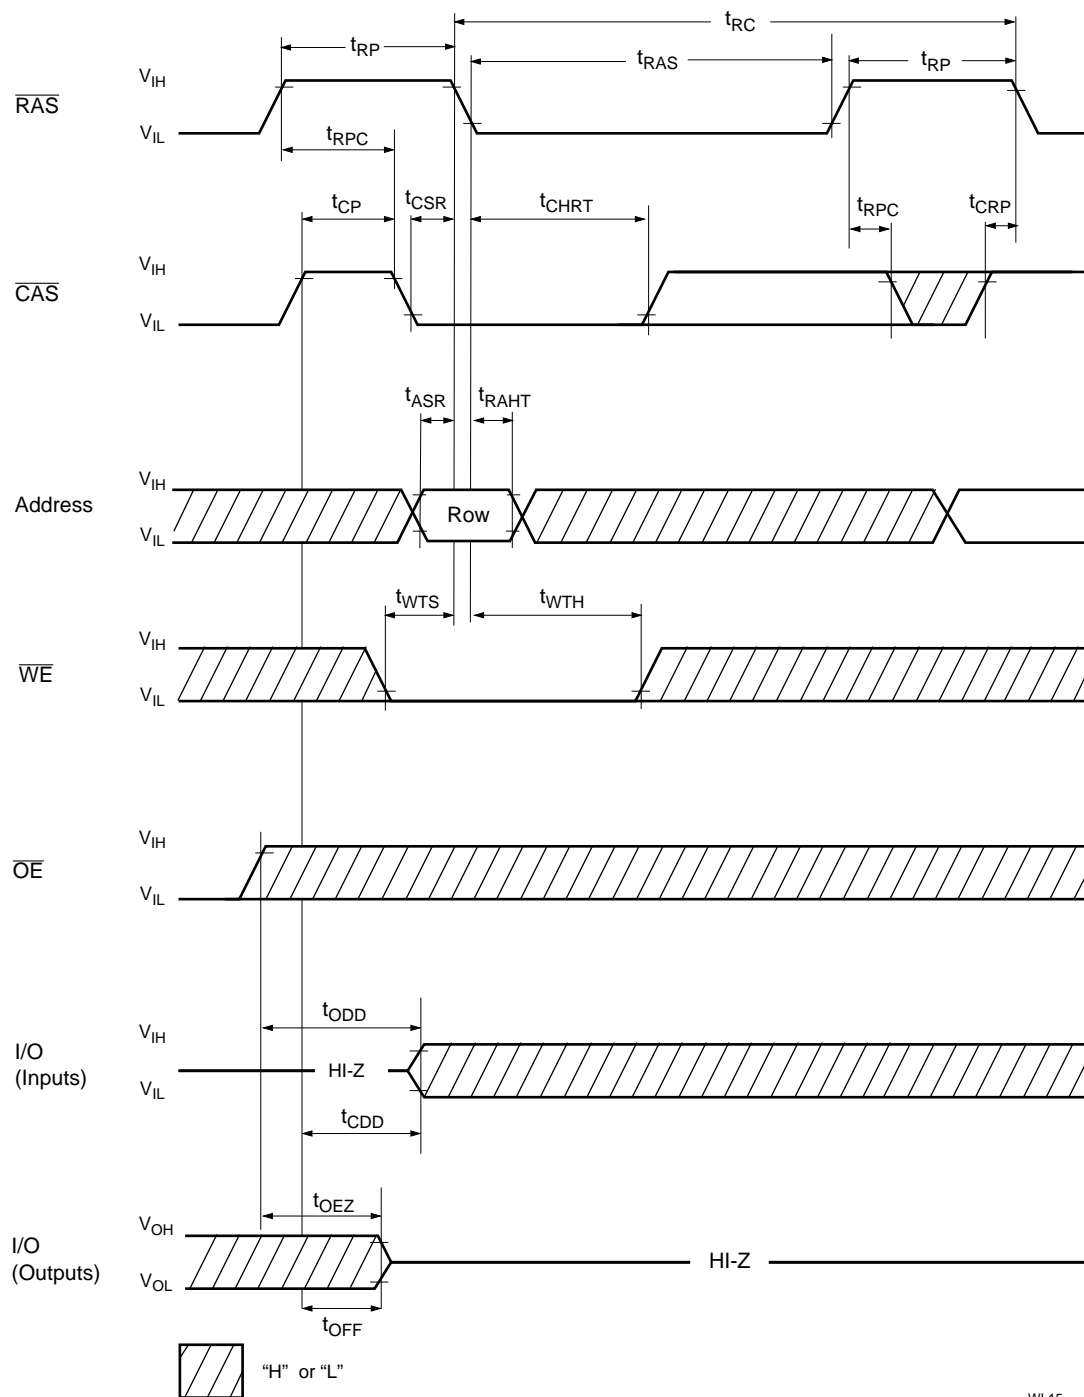 tRC
tRP
tRAS
tRP
VIH
RAS
VIL
tRPC
tCP
tCSR
tCHRT
tRPC
tCRP
VIH
CAS
VIL
tASR
tRAHT
VIH
Address
Row
VIL
tWTS
tWTH
VIH
WE
VIL
VIH
OE
VIL
tODD
VIH
I/O
(Inputs)
HI-Z
VIL
tCDD
tOEZ
VOH
I/O
(Outputs)
HI-Z
VOL
tOFF
“H” or “L”
WL15